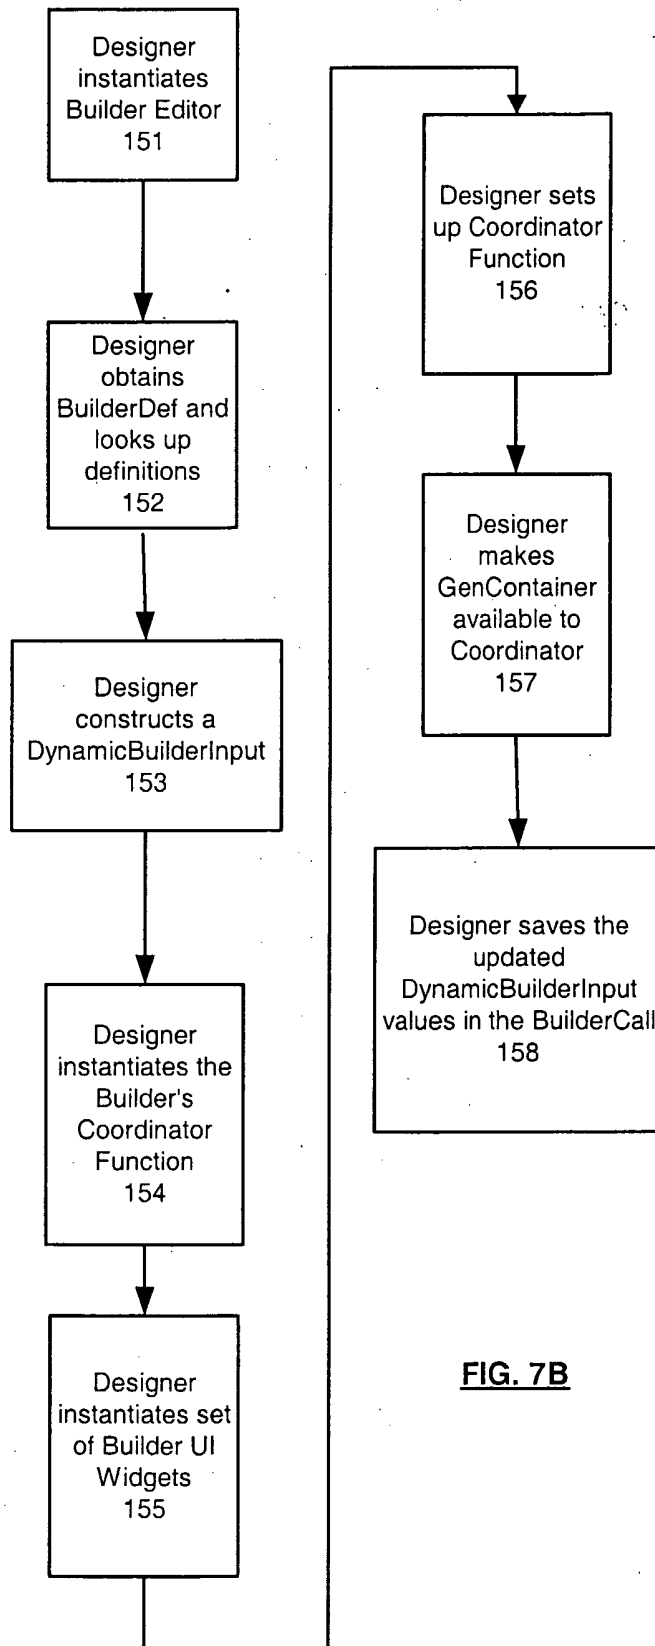 Designer
instantiates
Builder Editor
151
Designer
obtains
BuilderDef and
looks up
definitions
152
Designer
constructs a
DynamicBuilderInput
153
Designer
instantiates the
Builder's
Coordinator
Function
154
Designer
instantiates set
of Builder UI
Widgets
155
Designer sets
up Coordinator
Function
156
Designer
makes
GenContainer
available to
Coordinator
157
Designer saves the
updated
DynamicBuilderInput
values in the BuilderCall
158
FIG. 7B